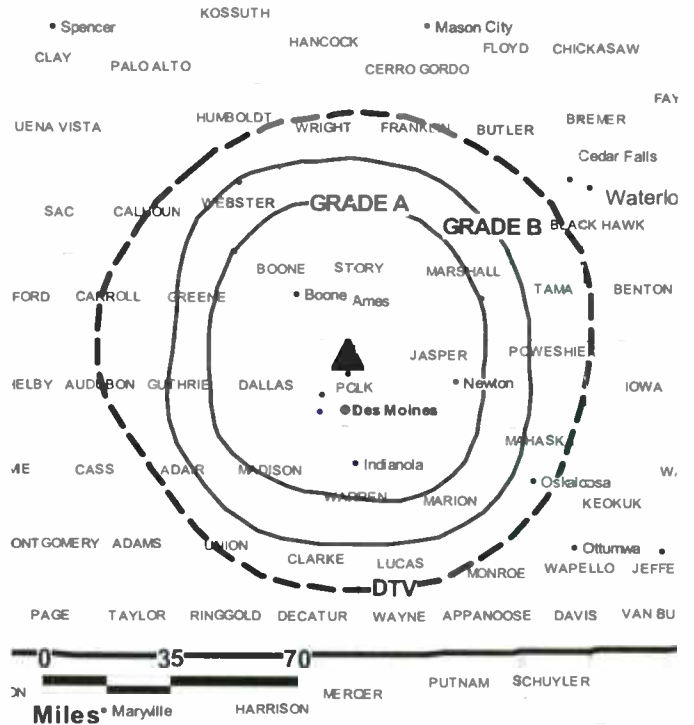 KOSSUTH
Spencer
Mason City
HANCOCK
FLOYD
CHICKASAW
CLAY
PALO ALTO
CERRO GORDO
FAY
UENA VISTA
HUMBOLDT
WRIGHT
FRANKLIN
BUTLER
BREMER
Cedar Falls
Waterlo
SAC
CALHOUN
WEBSTER
GRADE A
GRADE B
BLACK HAWK
BOONE
STORY
MARSHALL
TAMA
BENTON
FORD
CARROLL
GREENE
Boone
Ames
JASPER
POWESHIEK
HELBY
AUDUBON
GUTHRIE
DALLAS
POLK
Newton
IOWA
Des Moines
MAHASKA
ME
CASS
ADAIR
MADISON
Indianola
Oskaloosa
WARREN
MARION
KEOKUK
ONTGOMERY
ADAMS
UNION
CLARKE
LUCAS
MONROE
Ottumwa
WAPELLO
JEFFE
DTV
PAGE
TAYLOR
RINGGOLD
DECATUR
WAYNE
APPANOOSE
DAVIS
VAN BU
0 35 70
MERCER
PUTNAM
SCHUYLER
Miles
Maryville
HARRISON